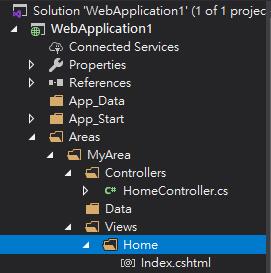 Solution 'WebApplication1' (1 of 1 projec
WebApplication1
Connected Services
Properties
References
App_Data
App_Start
Areas
MyArea
Controllers
C# HomeController.cs
Data
Views
Home
[@] Index.cshtml